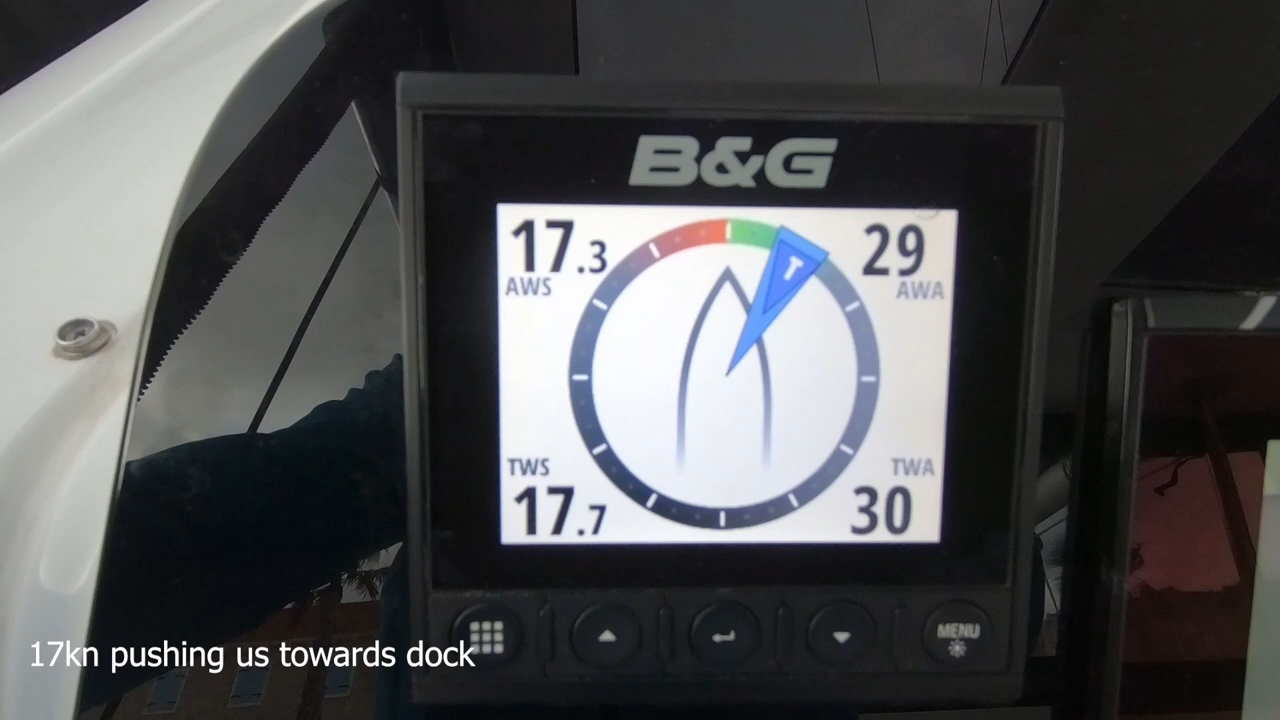 B&G
17.3
AWS
29
AWA
T
TWS
17.7
TWA
30
MENU
17kn pushing us towards dock